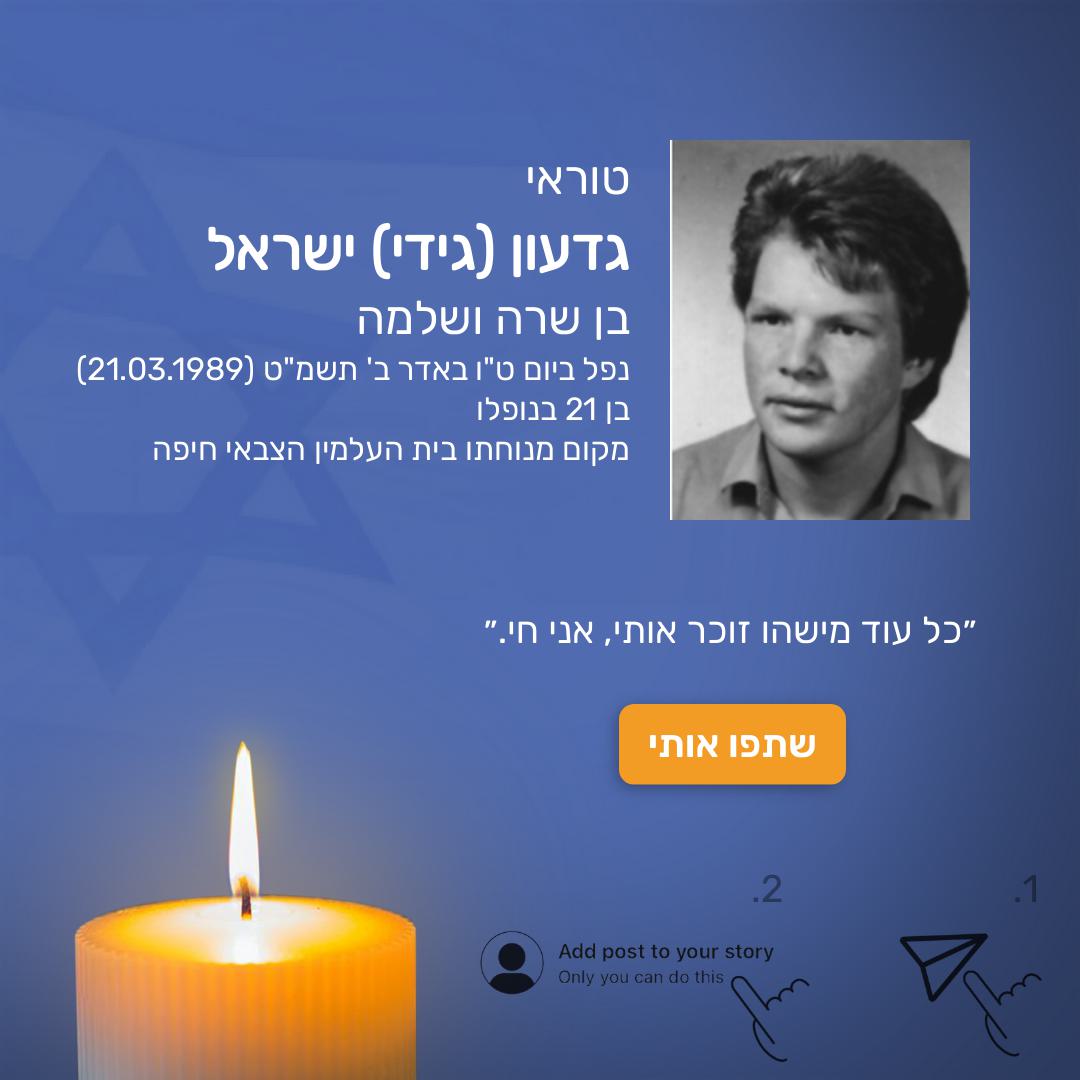 טוראי
גדעון (גידי) ישראל
בן שרה ושלמה
נפל ביום ט"ו באדר ב' תשמ"ט (21.03.1989)
בן 21 בנופלו
מקום מנוחתו בית העלמין הצבאי חיפה
״כל עוד מישהו זוכר אותי, אני חי.״
שתפו אותי
1.
2.
Add post to your story
Only you can do this